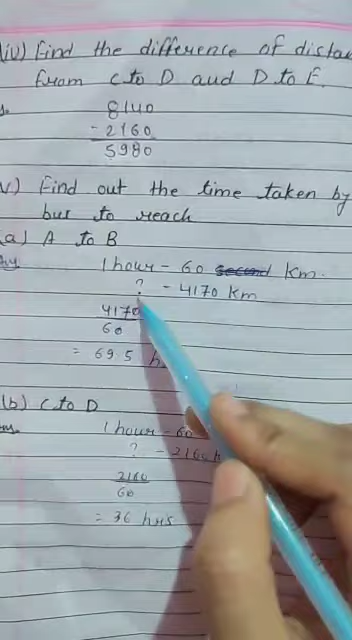 (iv) Find the difference of distan
from C to D and D to E.
8140
- 2160
5980
v) Find out the time taken by
bus to reach
(a) A to B
1 hour - 60 second Km.
? - 4170 Km
4170
60
= 69.5 h
(b) C to D
1 hour - 60
? - 2160
2160
60
= 36 hrs